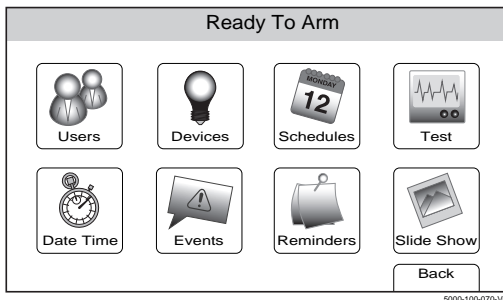 Ready To Arm
MONDAY
12
Users
Devices
Schedules
Test
Date Time
Events
Reminders
Slide Show
Back